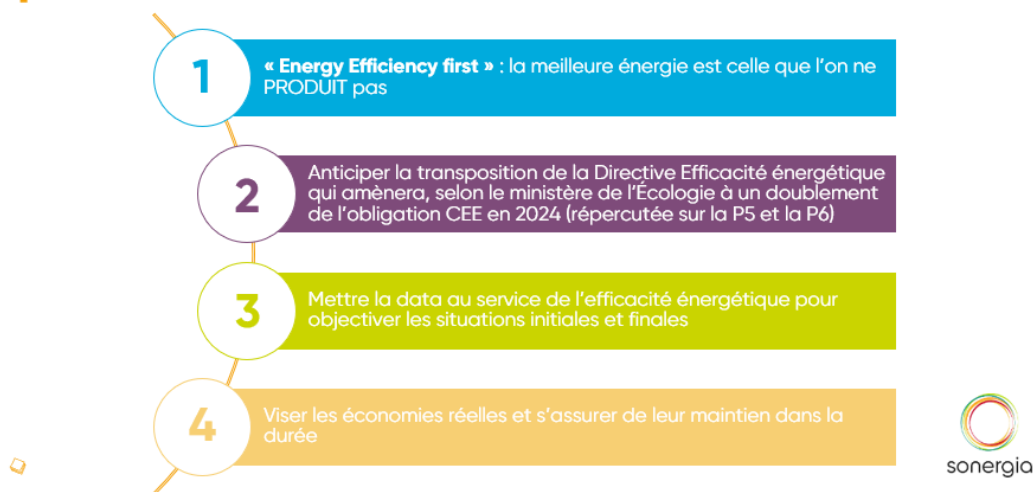 1
« Energy Efficiency first » : la meilleure énergie est celle que l'on ne
PRODUIT pas
2
Anticiper la transposition de la Directive Efficacité énergétique
qui amènera, selon le ministère de l'Écologie à un doublement
de l'obligation CEE en 2024 (répercutée sur la P5 et la P6)
3
Mettre la data au service de l'efficacité énergétique pour
objectiver les situations initiales et finales
4
Viser les économies réelles et s'assurer de leur maintien dans la
durée
sonergia